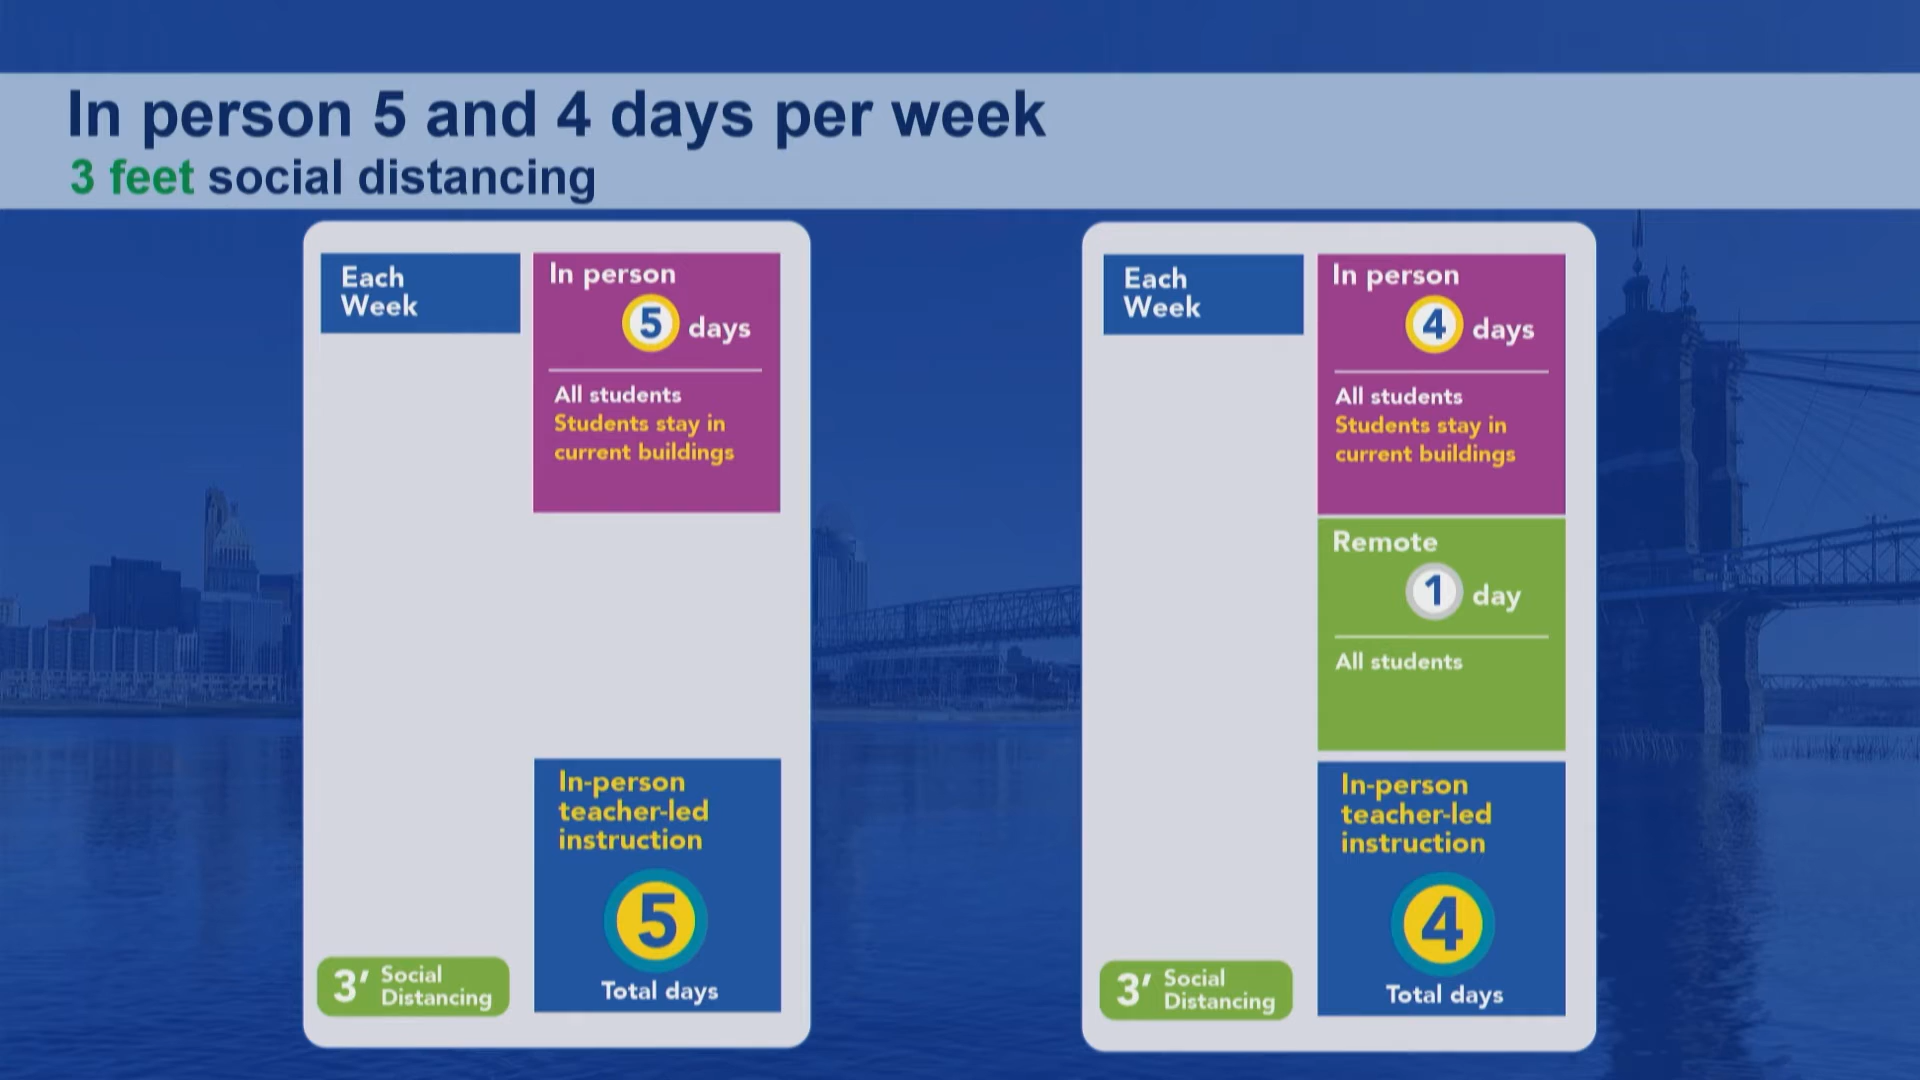 In person 5 and 4 days per week
3 feet social distancing
Each
Week
In person
5 days
All students
Students stay in
current buildings
In-person
teacher-led
instruction
5
Total days
3′ Social
Distancing
Each
Week
In person
4 days
All students
Students stay in
current buildings
Remote
1 day
All students
In-person
teacher-led
instruction
4
Total days
3′ Social
Distancing